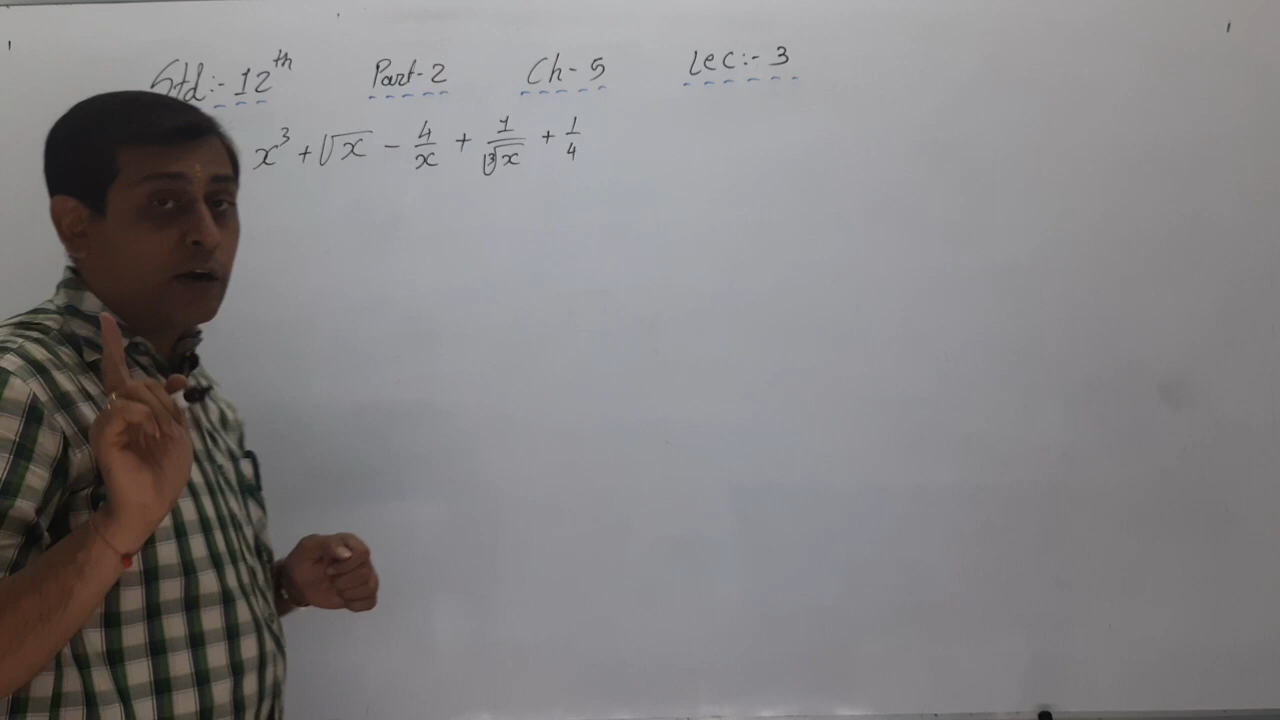 Std:- 12th Part-2 Ch-5 Lec:- 3
x³ + √x - 4/x + 1/∛x + 1/4